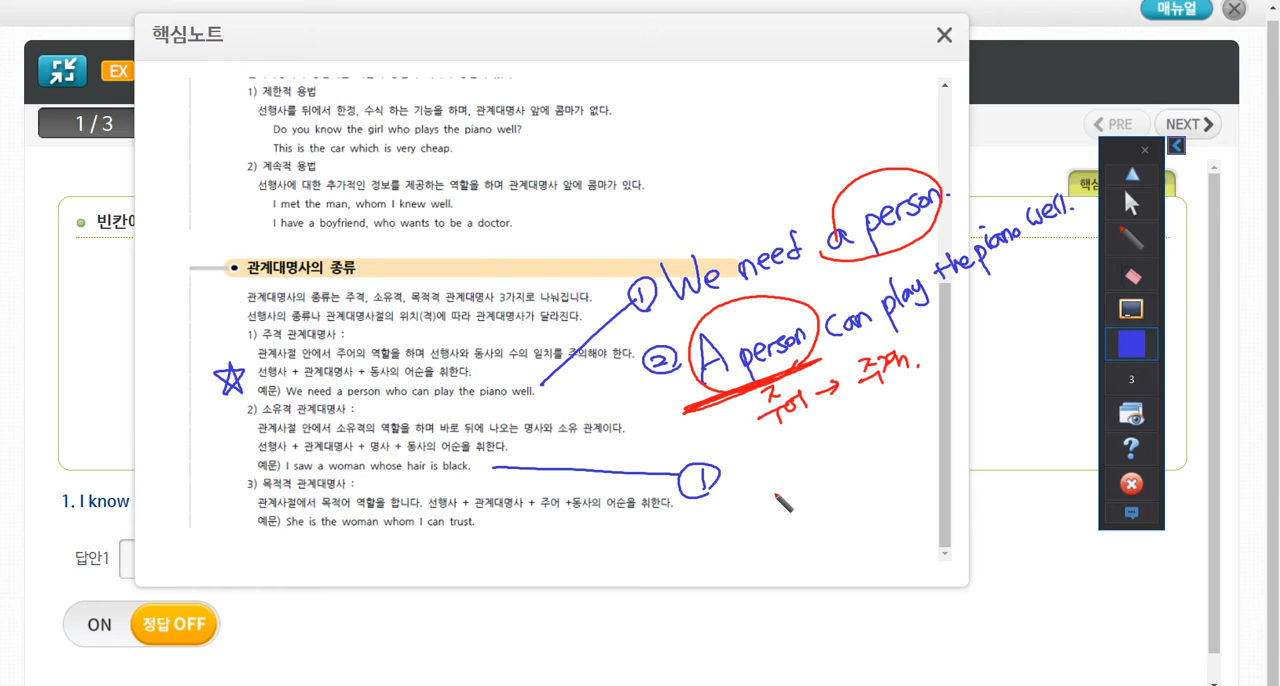 매뉴얼
핵심노트
EX
1 / 3
PRE
NEXT
1) 제한적 용법
선행사를 뒤에서 한정, 수식 하는 기능을 하며, 관계대명사 앞에 콤마가 없다.
Do you know the girl who plays the piano well?
This is the car which is very cheap.
2) 계속적 용법
선행사에 대한 추가적인 정보를 제공하는 역할을 하며 관계대명사 앞에 콤마가 있다.
I met the man, whom I knew well.
I have a boyfriend, who wants to be a doctor.
핵심
빈칸에
관계대명사의 종류
관계대명사의 종류는 주격, 소유격, 목적격 관계대명사 3가지로 나눠집니다.
선행사의 종류나 관계대명사절의 위치(격)에 따라 관계대명사가 달라진다.
1) 주격 관계대명사 :
관계사절 안에서 주어의 역할을 하며 선행사와 동사의 수의 일치를 주의해야 한다.
선행사 + 관계대명사 + 동사의 어순을 취한다.
예문) We need a person who can play the piano well.
2) 소유격 관계대명사 :
관계사절 안에서 소유격의 역할을 하며 바로 뒤에 나오는 명사와 소유 관계이다.
선행사 + 관계대명사 + 명사 + 동사의 어순을 취한다.
예문) I saw a woman whose hair is black.
3) 목적격 관계대명사 :
관계사절에서 목적어 역할을 합니다. 선행사 + 관계대명사 + 주어 +동사의 어순을 취한다.
예문) She is the woman whom I can trust.
① We need a person.
② A person can play the piano well.
주어 → 주격.
①
3
1. I know
답안1
ON
정답 OFF